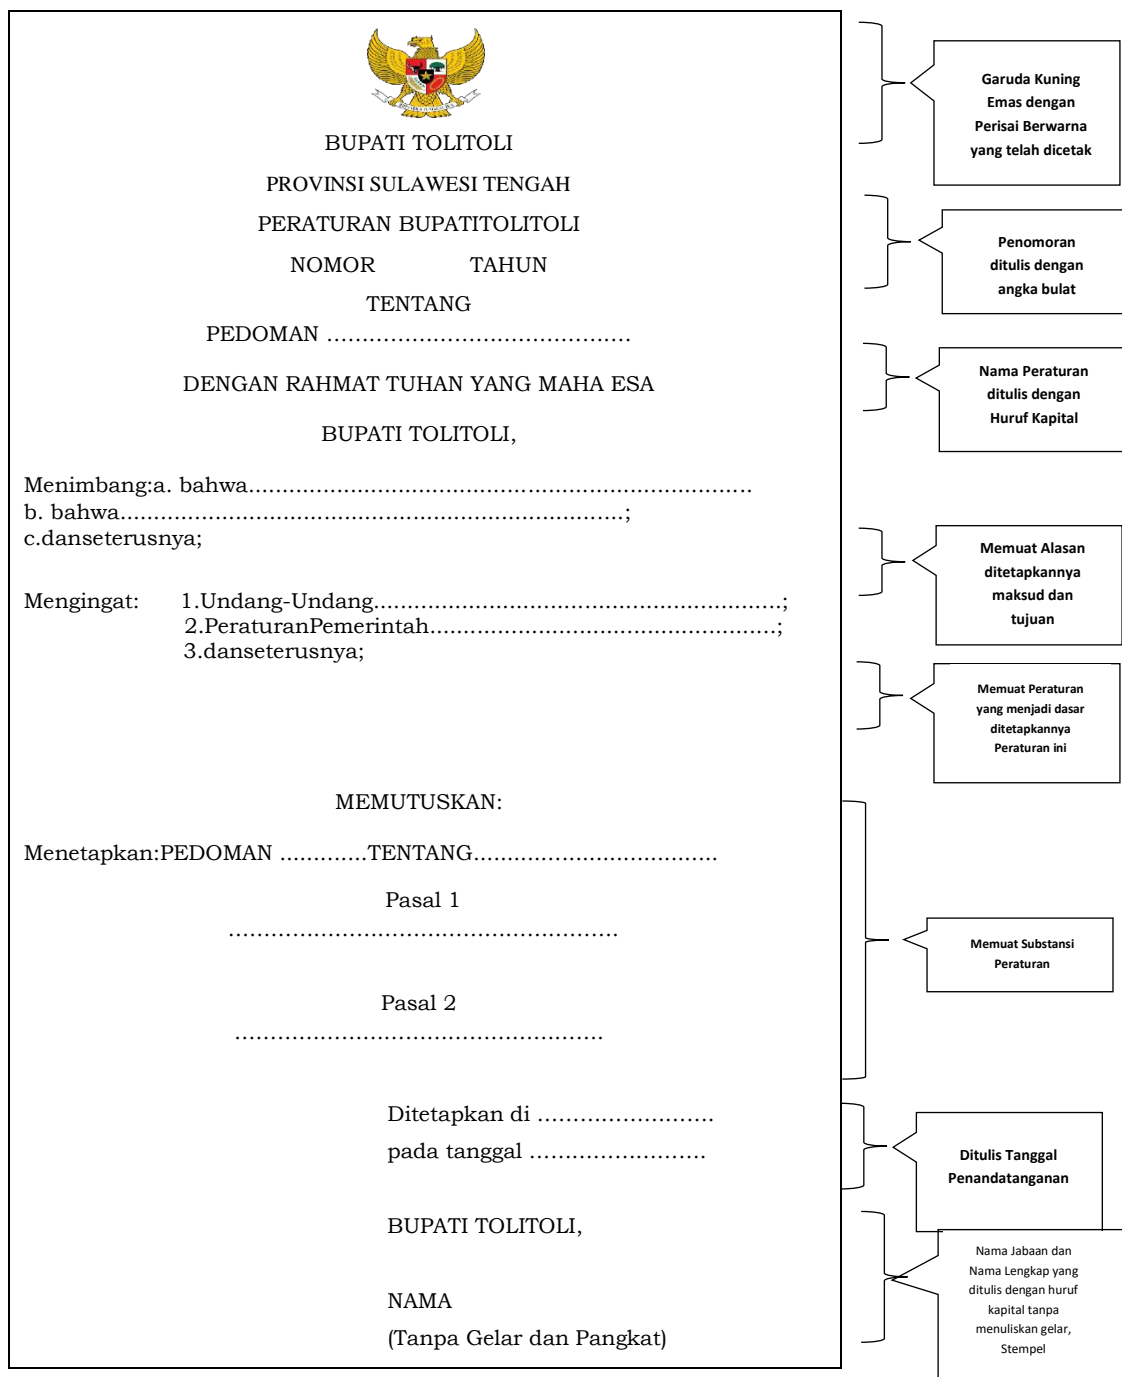 BUPATI TOLITOLI
PROVINSI SULAWESI TENGAH
PERATURAN BUPATITOLITOLI
NOMOR TAHUN
TENTANG
PEDOMAN ...........................................
DENGAN RAHMAT TUHAN YANG MAHA ESA
BUPATI TOLITOLI,
Menimbang:a. bahwa...........................................................................
b. bahwa...........................................................................;
c.danseterusnya;
Mengingat: 1.Undang-Undang............................................................;
2.PeraturanPemerintah...................................................;
3.danseterusnya;
MEMUTUSKAN:
Menetapkan:PEDOMAN .............TENTANG....................................
Pasal 1
.......................................................
Pasal 2
....................................................
Ditetapkan di .........................
pada tanggal .........................
BUPATI TOLITOLI,
NAMA
(Tanpa Gelar dan Pangkat)
Garuda Kuning
Emas dengan
Perisai Berwarna
yang telah dicetak
Penomoran
ditulis dengan
angka bulat
Nama Peraturan
ditulis dengan
Huruf Kapital
Memuat Alasan
ditetapkannya
maksud dan
tujuan
Memuat Peraturan
yang menjadi dasar
ditetapkannya
Peraturan ini
Memuat Substansi
Peraturan
Ditulis Tanggal
Penandatanganan
Nama Jabaan dan
Nama Lengkap yang
ditulis dengan huruf
kapital tanpa
menuliskan gelar,
Stempel